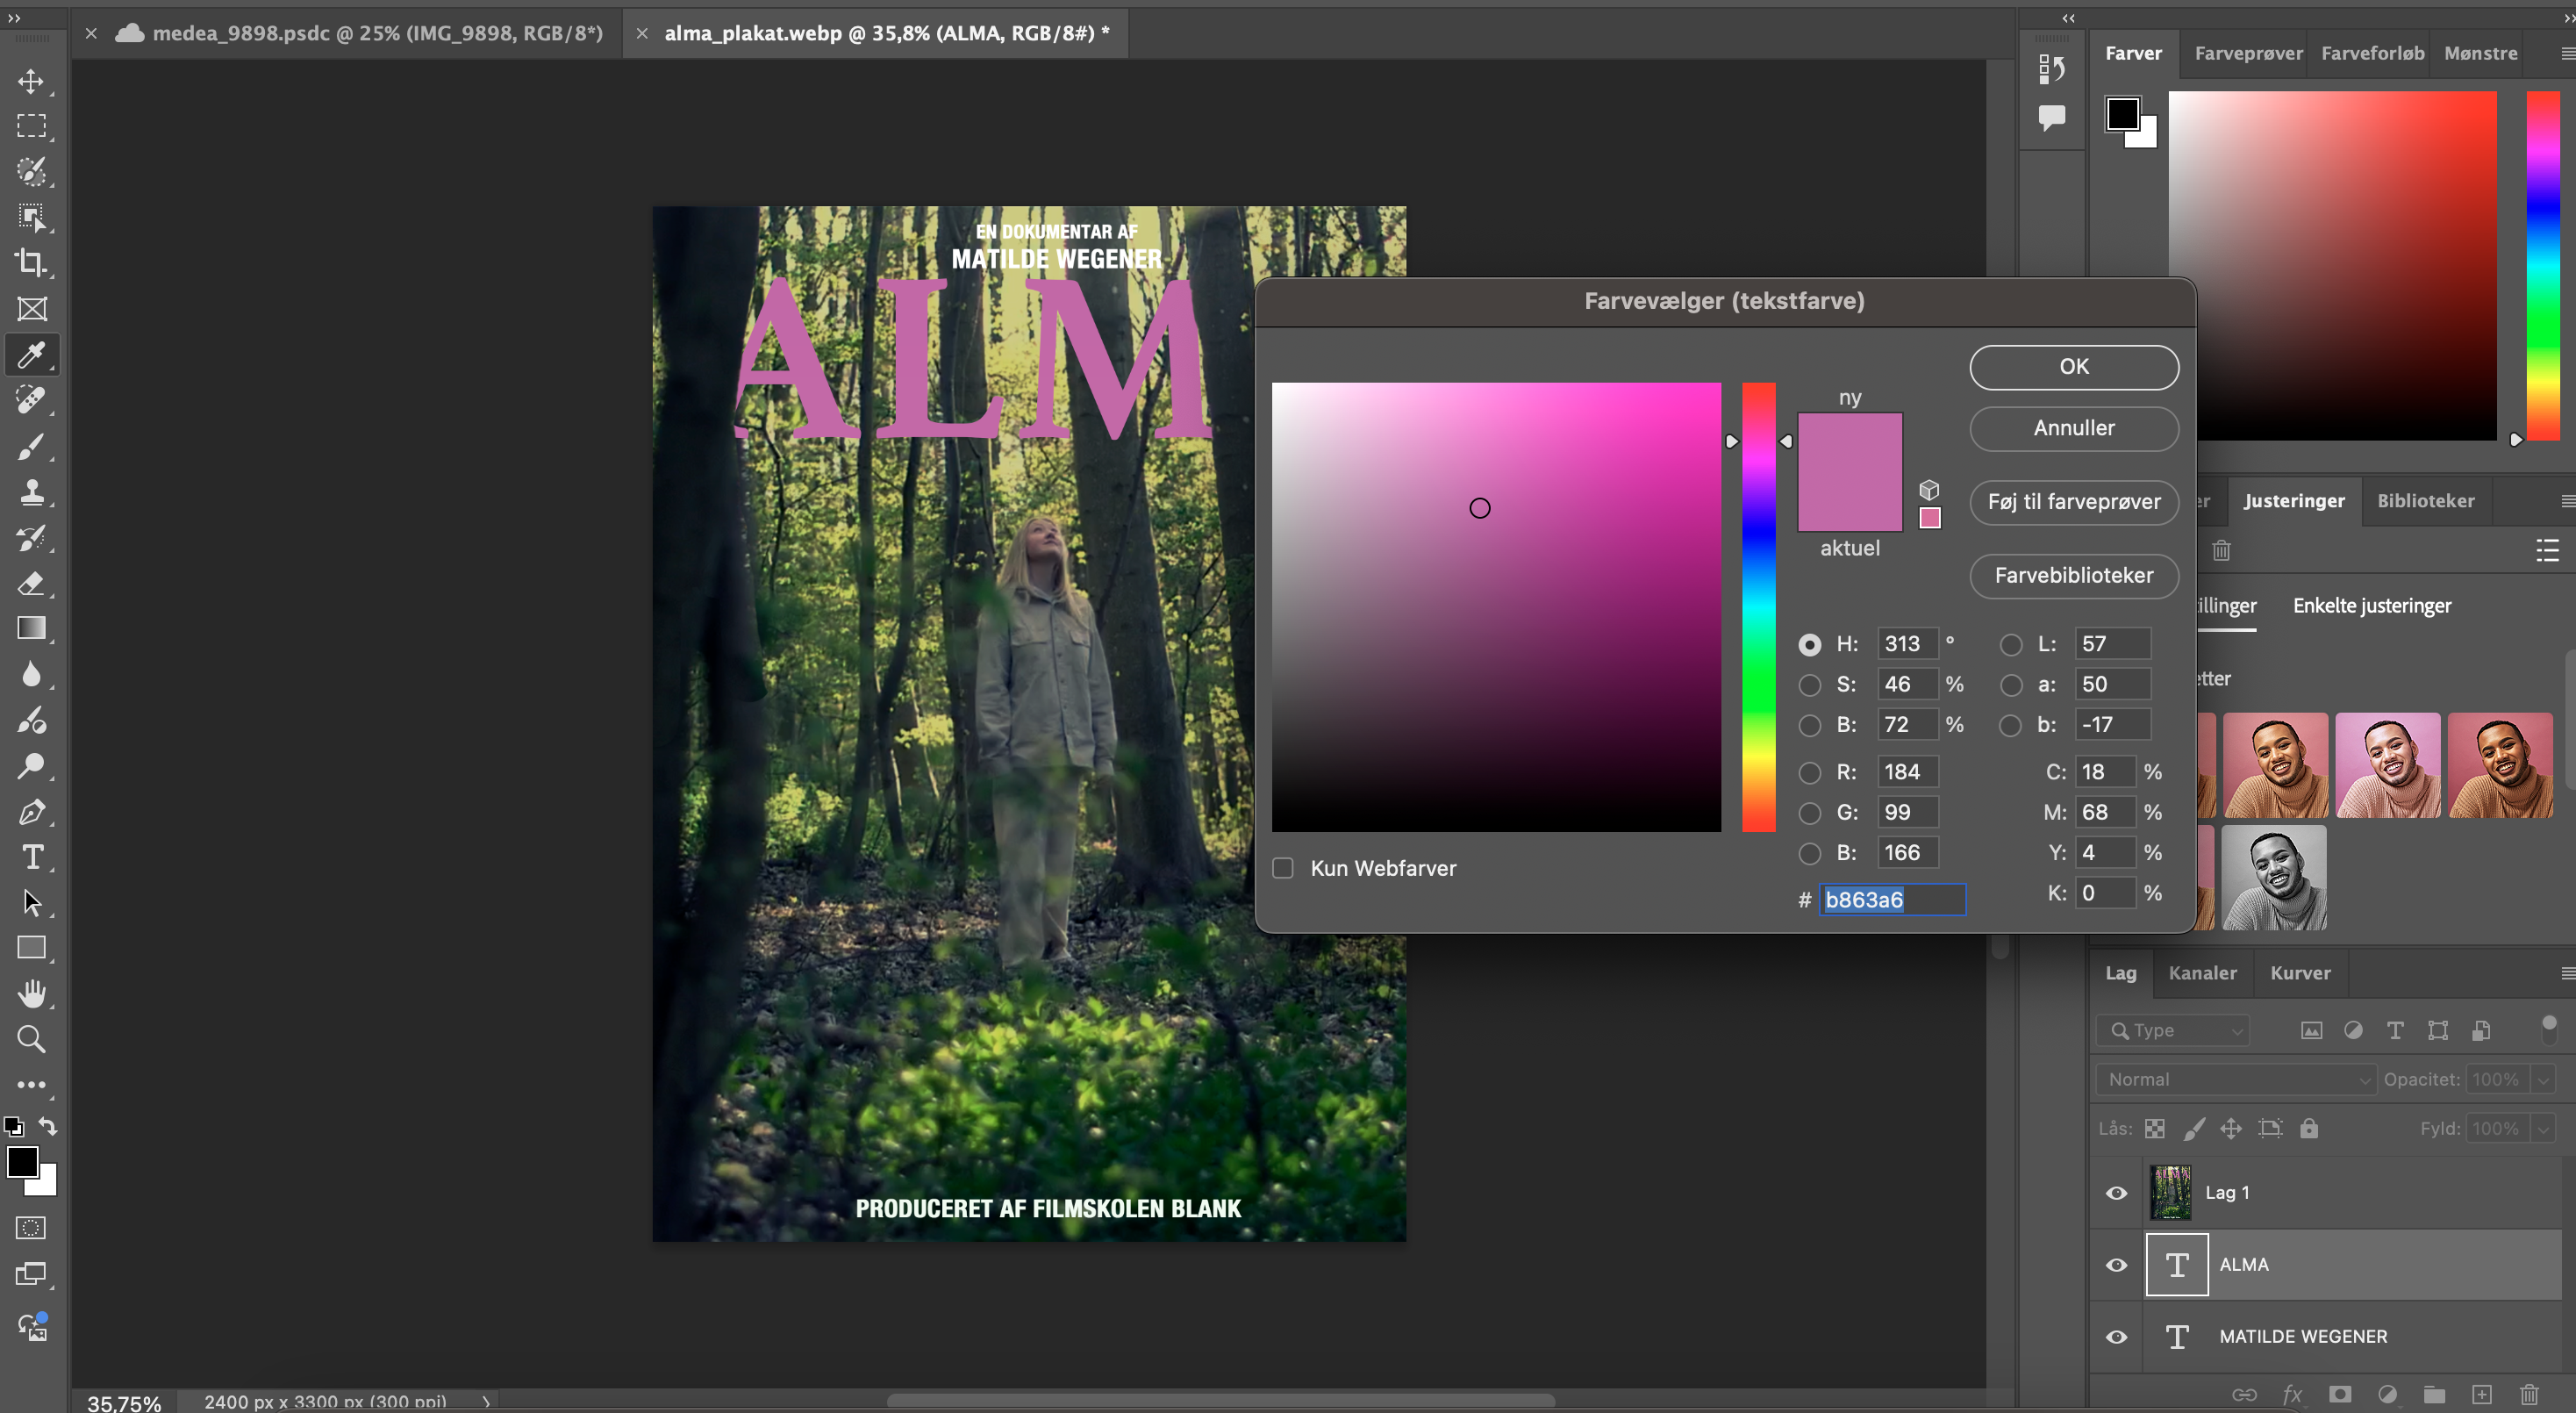 medea_9898.psdc @ 25% (IMG_9898, RGB/8*)
alma_plakat.webp @ 35,8% (ALMA, RGB/8#) *
Farver
Farveprøver
Farveforløb
Mønstre
EN DOKUMENTAR AF
MATILDE WEGENER
ALM
PRODUCERET AF FILMSKOLEN BLANK
Farvevælger (tekstfarve)
ny
aktuel
OK
Annuller
Føj til farveprøver
Farvebiblioteker
H: 313 °
S: 46 %
B: 72 %
R: 184
G: 99
B: 166
# b863a6
L: 57
a: 50
b: -17
C: 18 %
M: 68 %
Y: 4 %
K: 0 %
Kun Webfarver
er
Justeringer
Biblioteker
illinger
Enkelte justeringer
etter
Lag
Kanaler
Kurver
Type
Normal
Opacitet: 100%
Lås:
Fyld: 100%
Lag 1
T ALMA
T MATILDE WEGENER
fx
35,75%
2400 px x 3300 px (300 ppi)